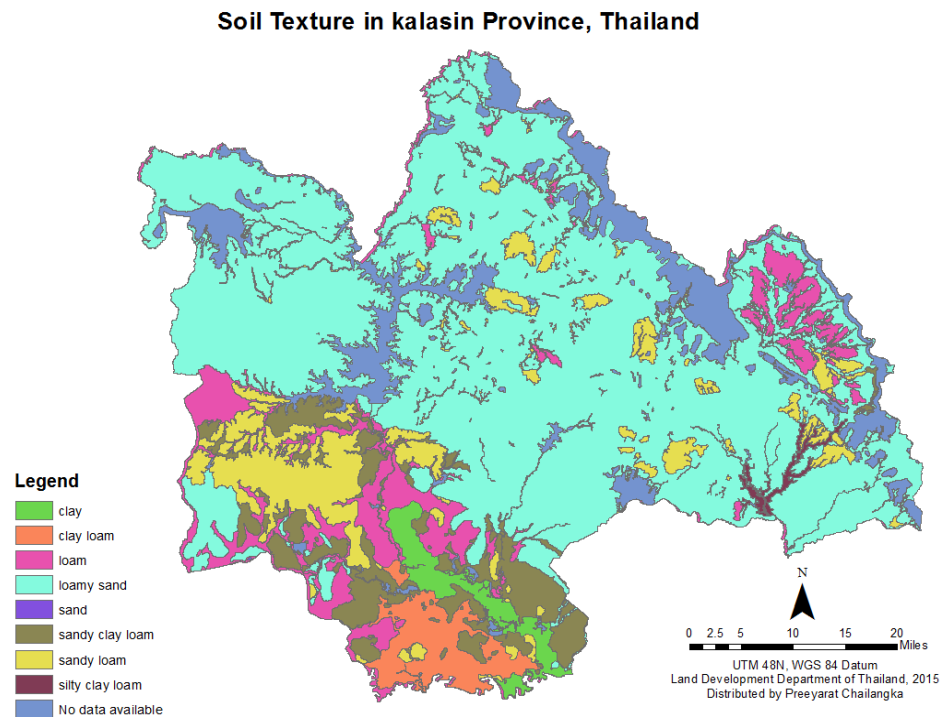 Soil Texture in kalasin Province, Thailand
Legend
clay
clay loam
loam
loamy sand
sand
sandy clay loam
sandy loam
silty clay loam
No data available
N
0 2.5 5 10 15 20
Miles
UTM 48N, WGS 84 Datum
Land Development Department of Thailand, 2015
Distributed by Preeyarat Chailangka